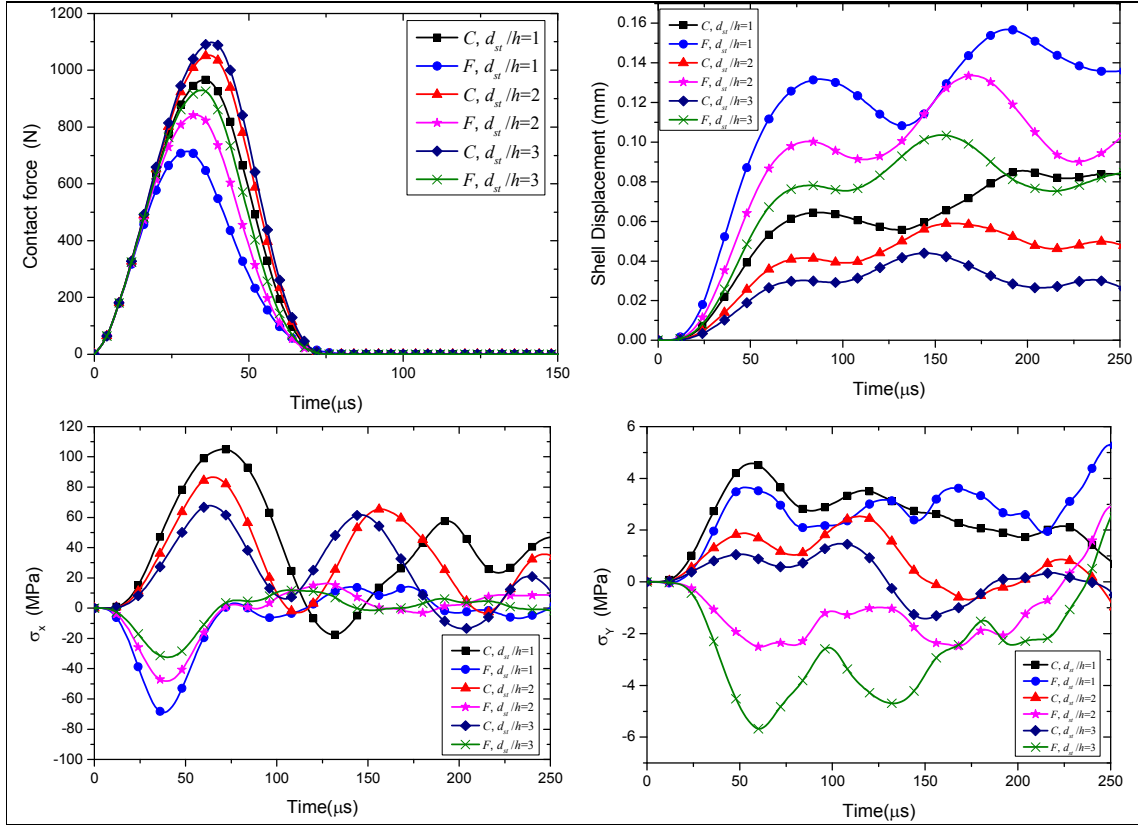 1200
1100
1000
900
800
700
600
500
400
300
200
100
0
Contact force (N)
0
50
100
150
Time(μs)
C, dst/h=1
F, dst/h=1
C, dst/h=2
F, dst/h=2
C, dst/h=3
F, dst/h=3
0.16
0.14
0.12
0.10
0.08
0.06
0.04
0.02
0.00
Shell Displacement (mm)
0
50
100
150
200
250
Time(μs)
C, dst/h=1
F, dst/h=1
C, dst/h=2
F, dst/h=2
C, dst/h=3
F, dst/h=3
120
100
80
60
40
20
0
-20
-40
-60
-80
-100
σx (MPa)
0
50
100
150
200
250
Time(μs)
C, dst/h=1
F, dst/h=1
C, dst/h=2
F, dst/h=2
C, dst/h=3
F, dst/h=3
6
4
2
0
-2
-4
-6
σY (MPa)
0
50
100
150
200
250
Time(μs)
C, dst/h=1
F, dst/h=1
C, dst/h=2
F, dst/h=2
C, dst/h=3
F, dst/h=3